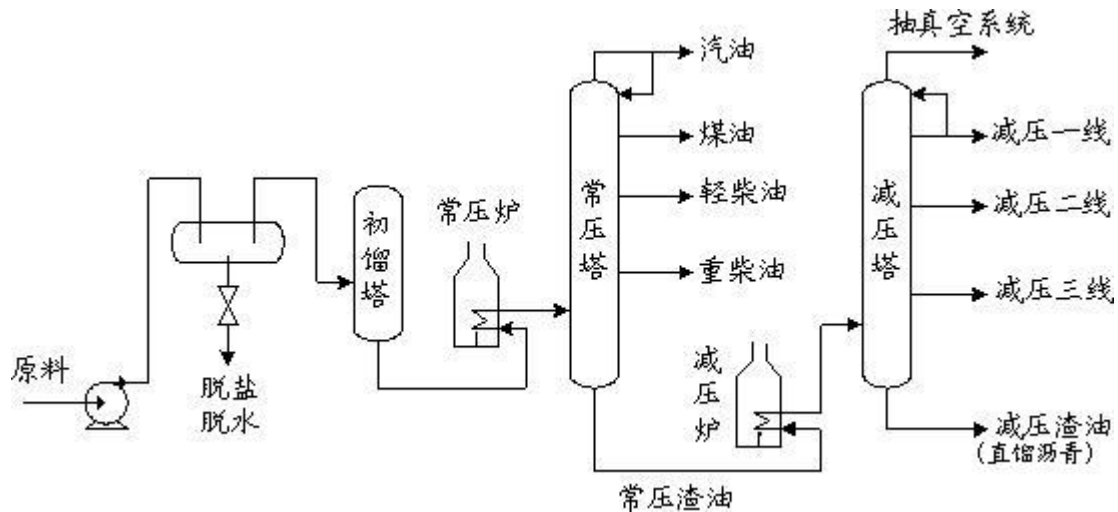 原料
脱盐
脱水
初馏塔
常压炉
常压塔
汽油
煤油
轻柴油
重柴油
常压渣油
减压炉
减压塔
抽真空系统
减压一线
减压二线
减压三线
减压渣油
(直馏沥青)